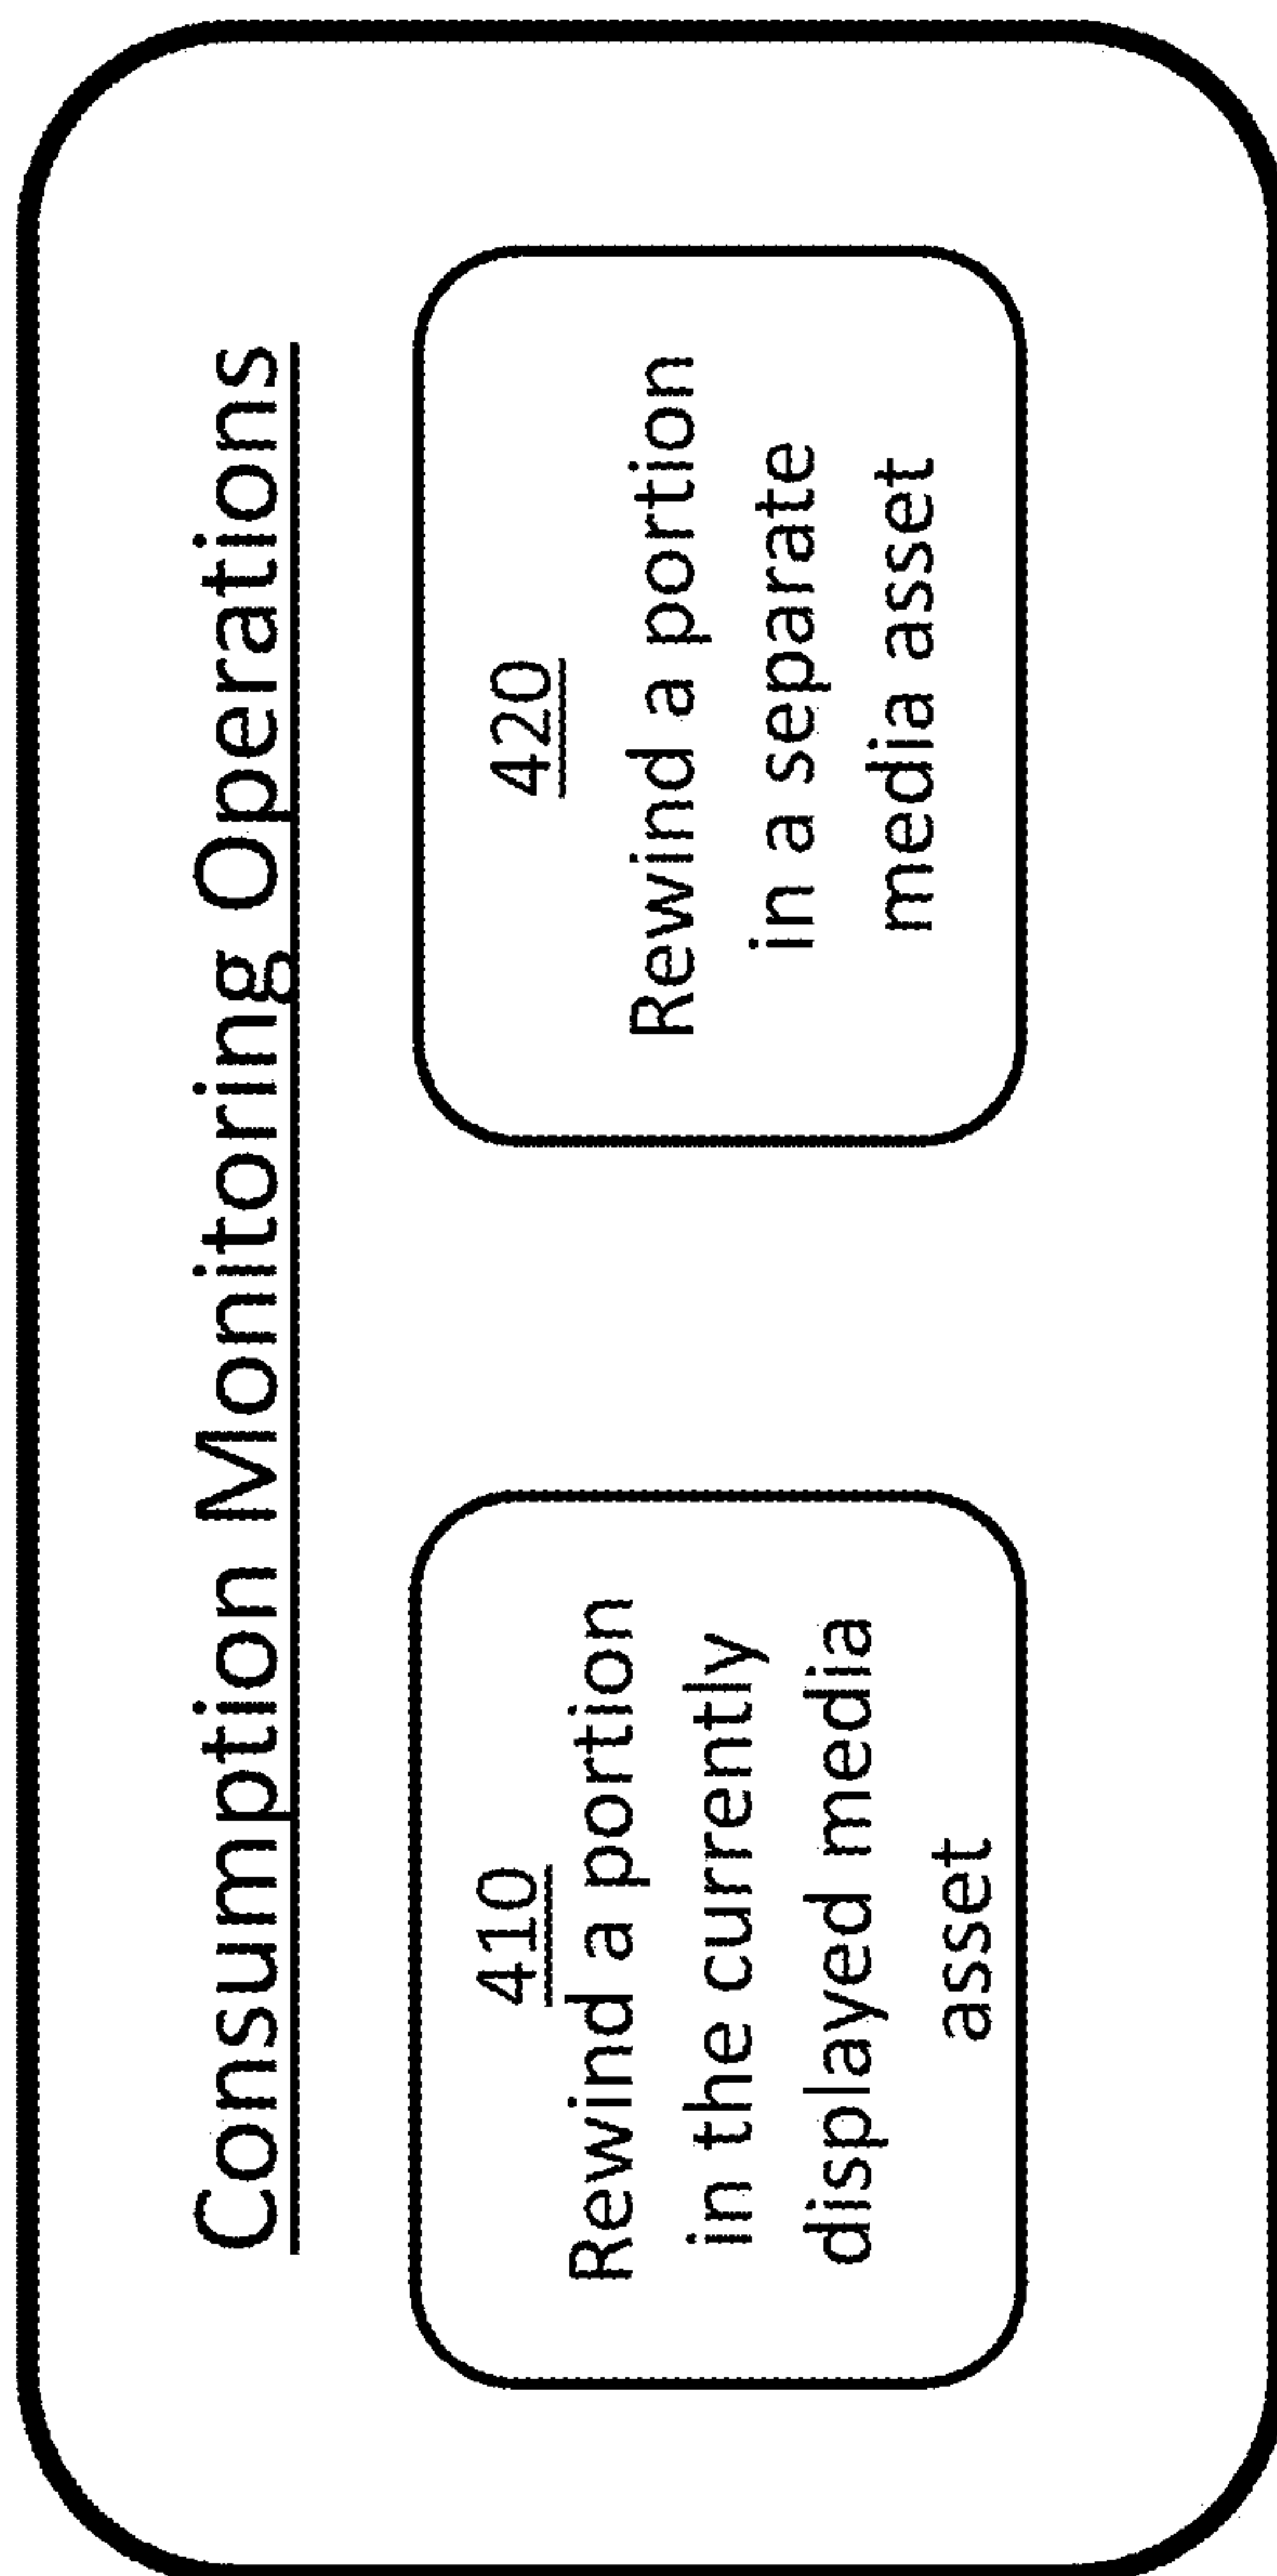 Consumption Monitoring Operations
410
Rewind a portion
in the currently
displayed media
asset
420
Rewind a portion
in a separate
media asset